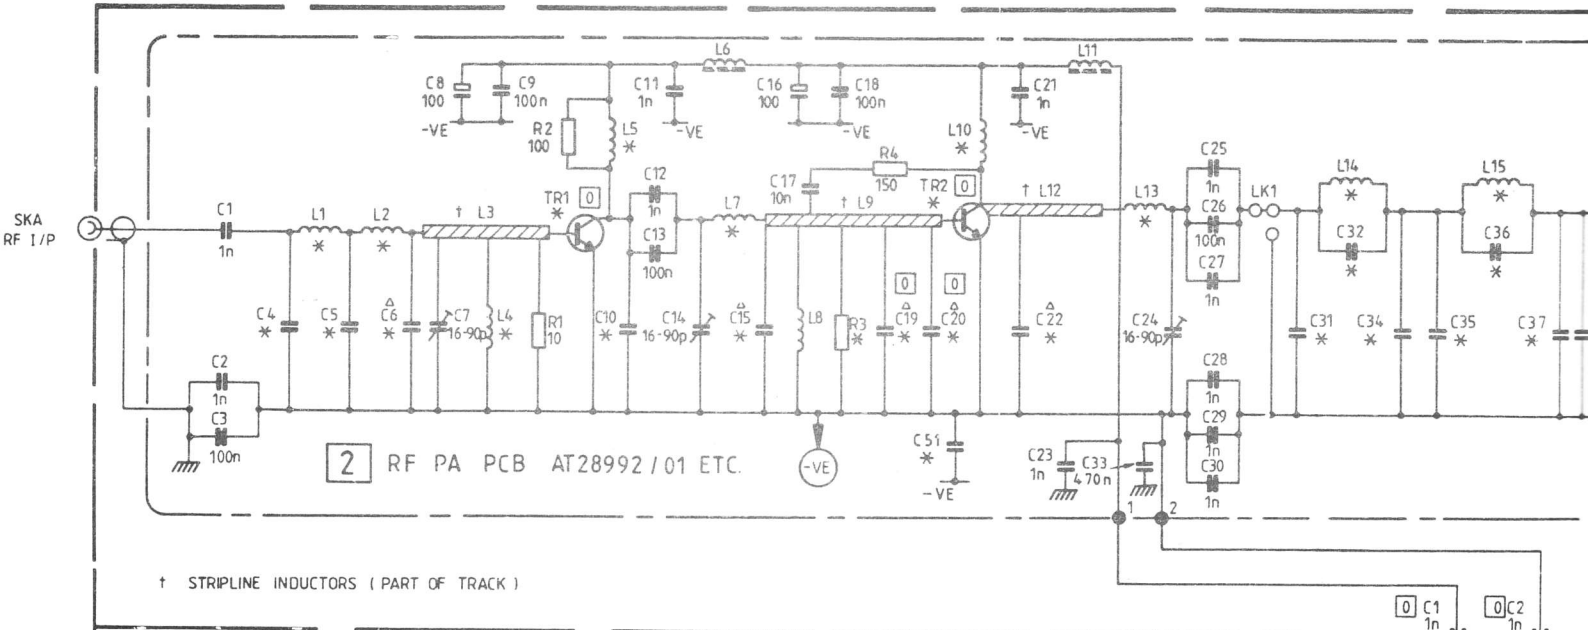 L6
L11
C8
100
C9
100n
C11
1n
C16
100
C18
100n
C21
1n
-VE
-VE
-VE
-VE
R2
100
L5
*
L10
*
R4
150
C17
10n
C25
1n
L14
*
L15
*
SKA
RF I/P
C1
1n
L1
*
L2
*
† L3
TR1 0
*
C12
1n
C13
100n
L7
*
† L9
TR2 0
*
† L12
L13
*
C26
100n
LK1
C32
*
C36
*
C27
1n
C4
*
C5
*
Δ
C6
*
C7
16-90p
L4
*
R1
10
C10
*
C14
16-90p
Δ
C15
*
L8
R3
*
0
Δ
C19
*
0
Δ
C20
*
Δ
C22
*
C24
16-90p
C31
*
C34
*
C35
*
C37
*
C2
1n
C3
100n
C28
1n
C29
1n
C30
1n
2 RF PA PCB AT28992/01 ETC.
-VE
C51
*
-VE
C23
1n
C33
470n
1
2
† STRIPLINE INDUCTORS (PART OF TRACK)
0 C1
1n
0 C2
1n